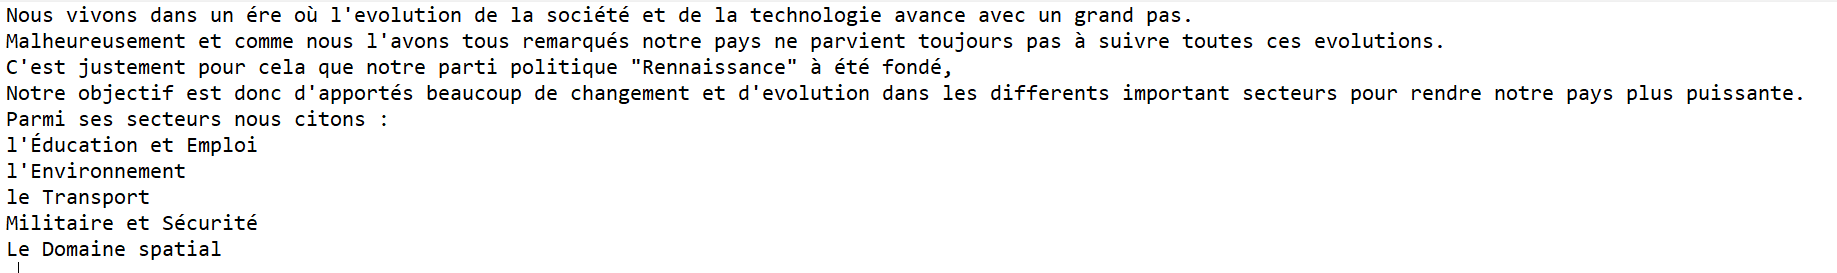 Nous vivons dans un ére où l'evolution de la société et de la technologie avance avec un grand pas.
Malheureusement et comme nous l'avons tous remarqués notre pays ne parvient toujours pas à suivre toutes ces evolutions.
C'est justement pour cela que notre parti politique "Rennaissance" à été fondé,
Notre objectif est donc d'apportés beaucoup de changement et d'evolution dans les differents important secteurs pour rendre notre pays plus puissante.
Parmi ses secteurs nous citons :
l'Éducation et Emploi
l'Environnement
le Transport
Militaire et Sécurité
Le Domaine spatial